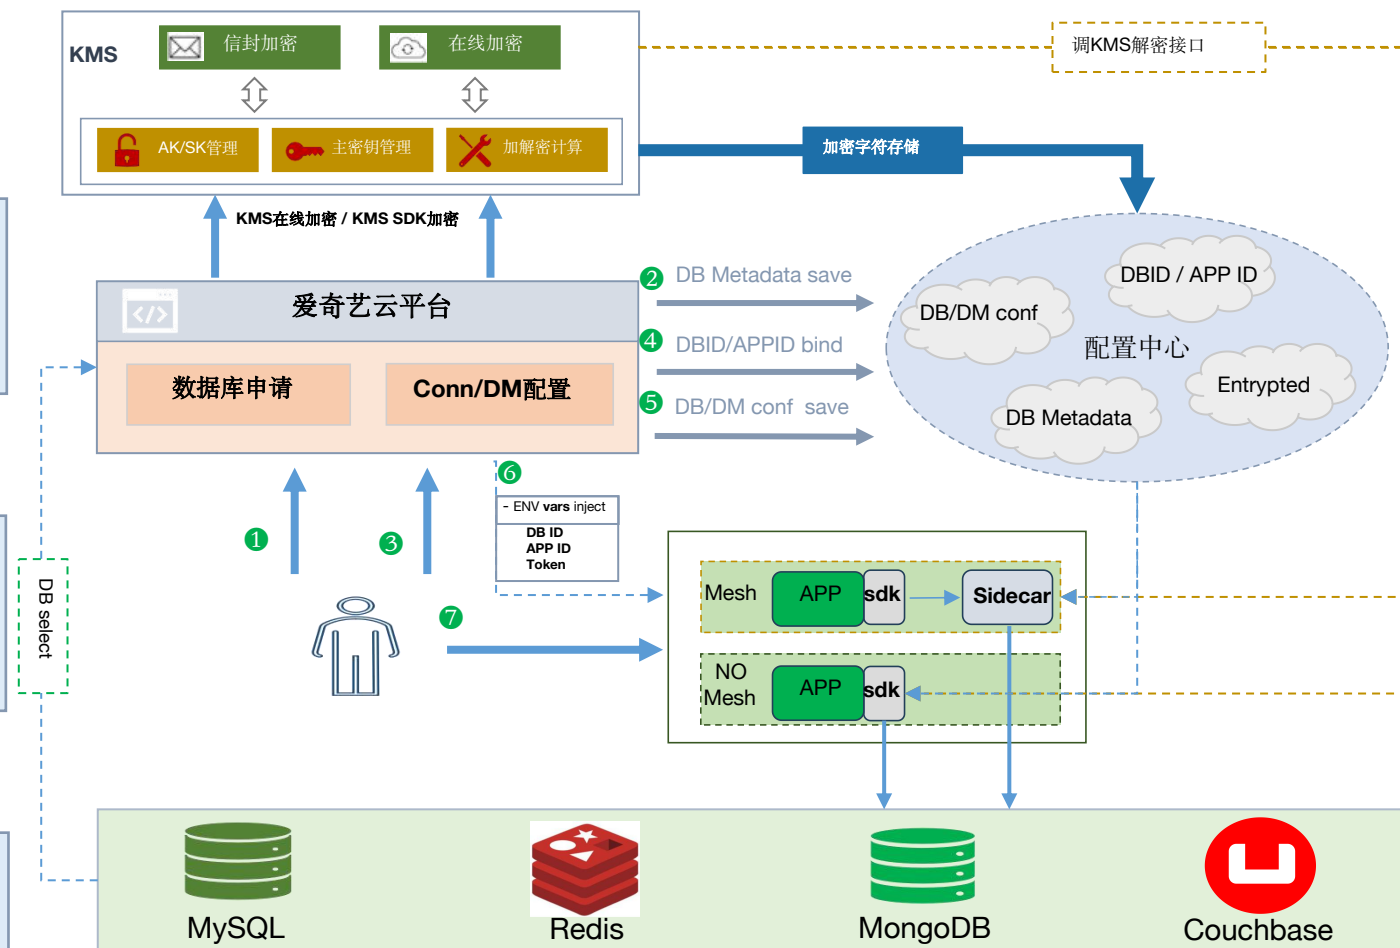 KMS
信封加密
在线加密
调KMS解密接口
AK/SK管理
主密钥管理
加解密计算
加密字符存储
KMS在线加密 / KMS SDK加密
爱奇艺云平台
数据库申请
Conn/DM配置
2 DB Metadata save
4 DBID/APPID bind
5 DB/DM conf save
DBID / APP ID
DB/DM conf
配置中心
Entrypted
DB Metadata
6
- ENV vars inject
DB ID
APP ID
Token
1
3
7
DB select
Mesh
APP
sdk
Sidecar
NO
Mesh
APP
sdk
MySQL
Redis
MongoDB
Couchbase